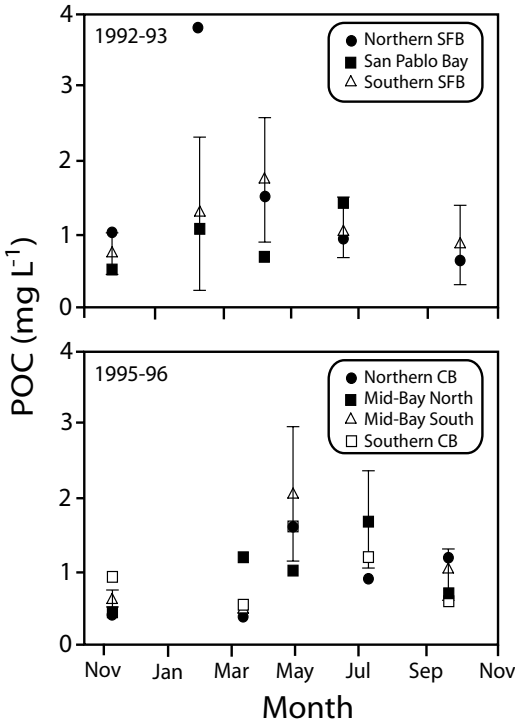 4
1992-93
Northern SFB
San Pablo Bay
Southern SFB
3
2
1
0
POC (mg L-1)
4
1995-96
Northern CB
Mid-Bay North
Mid-Bay South
Southern CB
3
2
1
0
Nov Jan Mar May Jul Sep Nov
Month